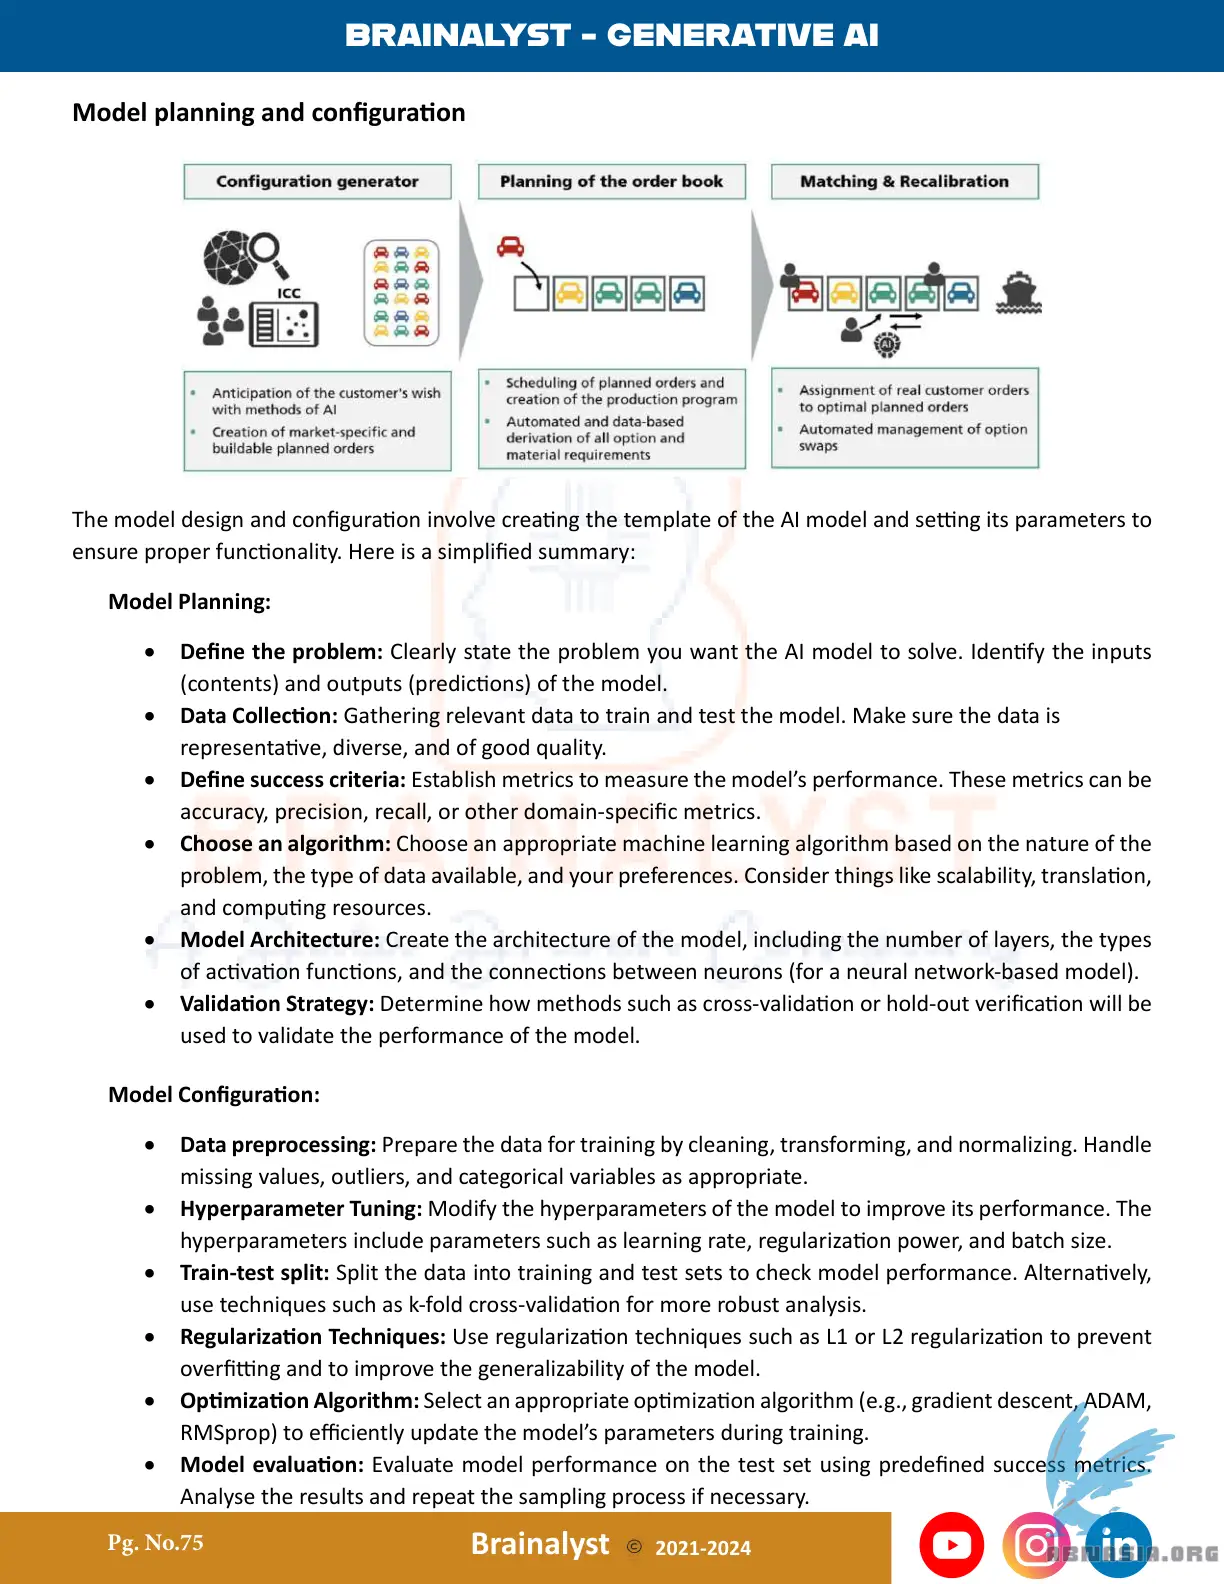 BRAINALYST - GENERATIVE AI
Model planning and configuration
Configuration generator
Planning of the order book
Matching & Recalibration
ICC
AI
• Anticipation of the customer's wish
with methods of AI
• Creation of market-specific and
buildable planned orders
• Scheduling of planned orders and
creation of the production program
• Automated and data-based
derivation of all option and
material requirements
• Assignment of real customer orders
to optimal planned orders
• Automated management of option
swaps
The model design and configuration involve creating the template of the AI model and setting its parameters to
ensure proper functionality. Here is a simplified summary:
Model Planning:
• Define the problem: Clearly state the problem you want the AI model to solve. Identify the inputs
(contents) and outputs (predictions) of the model.
• Data Collection: Gathering relevant data to train and test the model. Make sure the data is
representative, diverse, and of good quality.
• Define success criteria: Establish metrics to measure the model’s performance. These metrics can be
accuracy, precision, recall, or other domain-specific metrics.
• Choose an algorithm: Choose an appropriate machine learning algorithm based on the nature of the
problem, the type of data available, and your preferences. Consider things like scalability, translation,
and computing resources.
• Model Architecture: Create the architecture of the model, including the number of layers, the types
of activation functions, and the connections between neurons (for a neural network-based model).
• Validation Strategy: Determine how methods such as cross-validation or hold-out verification will be
used to validate the performance of the model.
Model Configuration:
• Data preprocessing: Prepare the data for training by cleaning, transforming, and normalizing. Handle
missing values, outliers, and categorical variables as appropriate.
• Hyperparameter Tuning: Modify the hyperparameters of the model to improve its performance. The
hyperparameters include parameters such as learning rate, regularization power, and batch size.
• Train-test split: Split the data into training and test sets to check model performance. Alternatively,
use techniques such as k-fold cross-validation for more robust analysis.
• Regularization Techniques: Use regularization techniques such as L1 or L2 regularization to prevent
overfitting and to improve the generalizability of the model.
• Optimization Algorithm: Select an appropriate optimization algorithm (e.g., gradient descent, ADAM,
RMSprop) to efficiently update the model’s parameters during training.
• Model evaluation: Evaluate model performance on the test set using predefined success metrics.
Analyse the results and repeat the sampling process if necessary.
BRAINALYST
A Data Driven Company
Pg. No.75
Brainalyst © 2021-2024
in
ABIVASIA.ORG